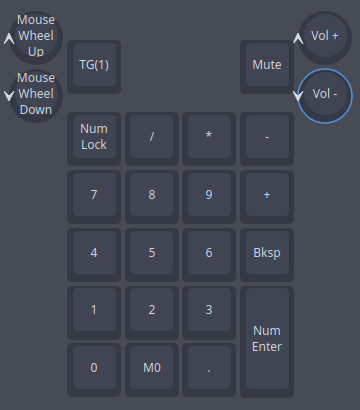 Mouse
Wheel
Up
Vol +
TG(1)
Mute
Mouse
Wheel
Down
Vol -
Num
Lock
/
*
-
7
8
9
+
4
5
6
Bksp
1
2
3
Num
Enter
0
M0
.